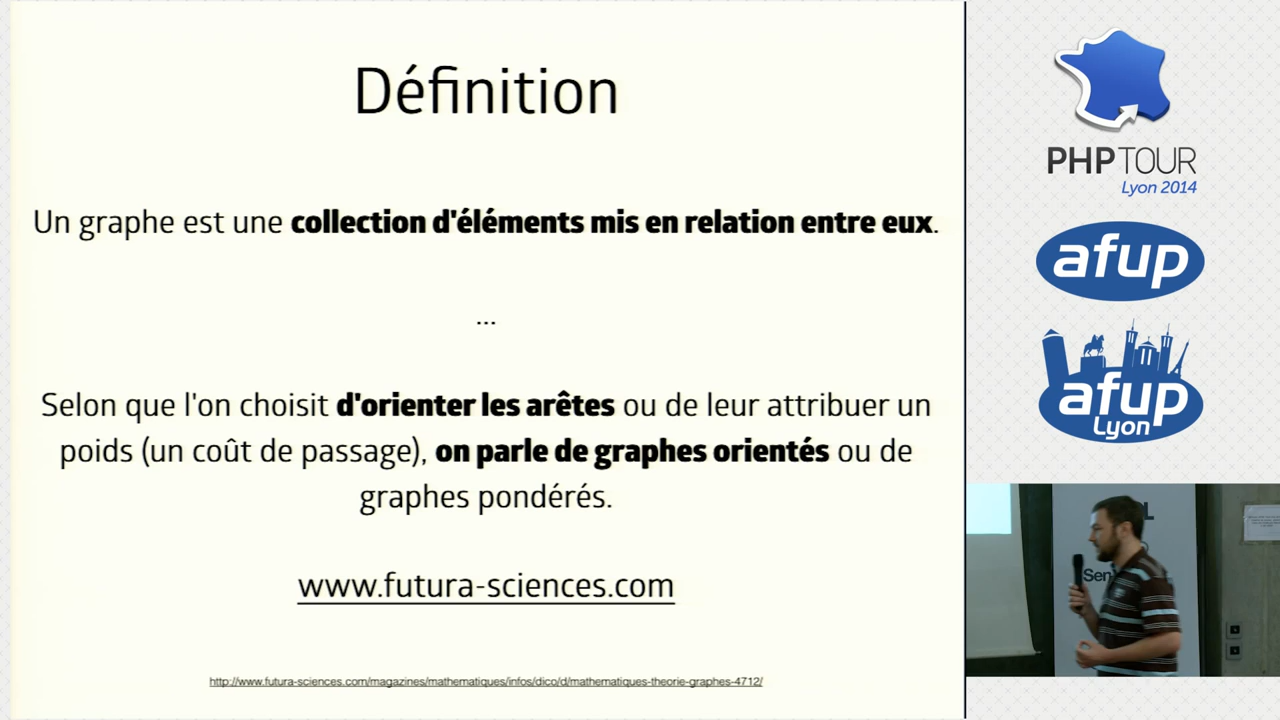 Définition
Un graphe est une collection d'éléments mis en relation entre eux.
...
Selon que l'on choisit d'orienter les arêtes ou de leur attribuer un
poids (un coût de passage), on parle de graphes orientés ou de
graphes pondérés.
www.futura-sciences.com
http://www.futura-sciences.com/magazines/mathematiques/infos/dico/d/mathematiques-theorie-graphes-4712/
PHP TOUR
Lyon 2014
afup
afup
Lyon